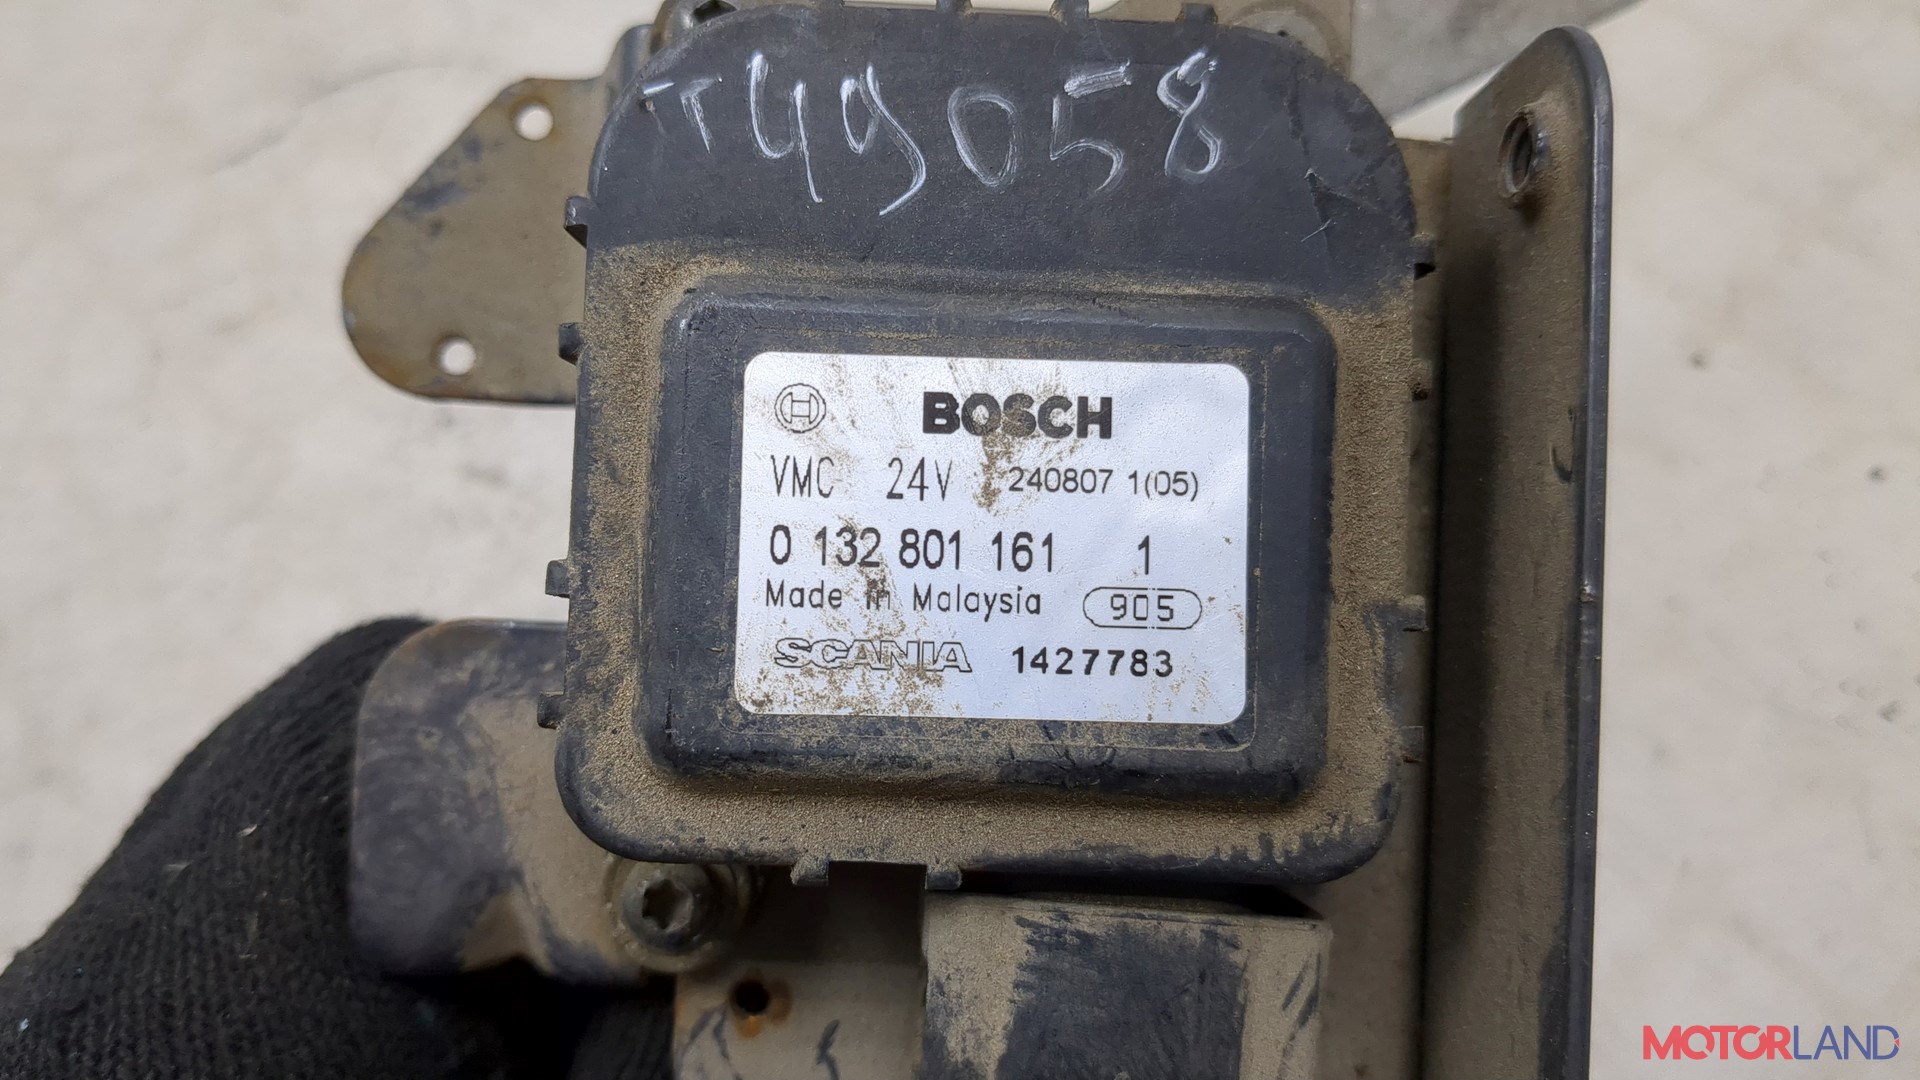 T49058
BOSCH
VMC 24V 240807 1(05)
0 132 801 161 1
Made in Malaysia 905
SCANIA 1427783
MOTORLAND